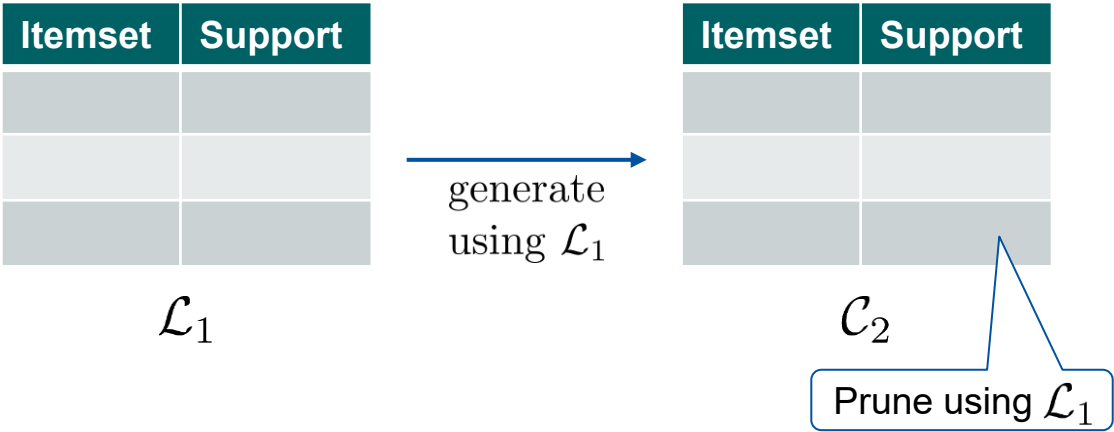 Itemset Support
Itemset Support
generate
using ℒ₁
ℒ₁
𝒞₂
Prune using ℒ₁